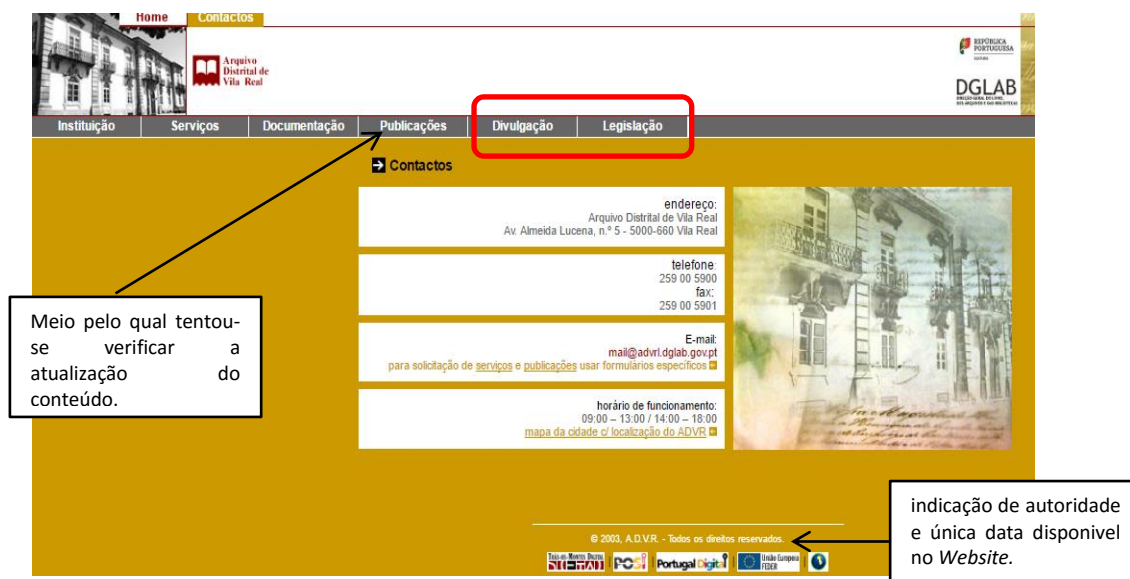 Home Contactos
Arquivo
Distrital de
Vila Real
REPÚBLICA
PORTUGUESA
DGLAB
Instituição Serviços Documentação Publicações Divulgação Legislação
Contactos
endereço:
Arquivo Distrital de Vila Real
Av. Almeida Lucena, n.º 5 - 5000-660 Vila Real
telefone:
259 00 5900
fax:
259 00 5901
E-mail:
mail@advrl.dglab.gov.pt
para solicitação de serviços e publicações usar formulários específicos
horário de funcionamento:
09:00 – 13:00 / 14:00 – 18:00
mapa da cidade c/ localização do ADVR
Meio pelo qual tentou-
se verificar a
atualização do
conteúdo.
indicação de autoridade
e única data disponivel
no Website.
© 2003, A.D.V.R. - Todos os direitos reservados.
Trás-os-Montes Digital
POSI
Portugal Digital
União Europeia
FEDER